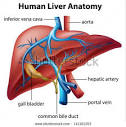 Human Liver Anatomy
inferior vena cava
aorta
hepatic artery
gall bladder
portal vein
common bile duct